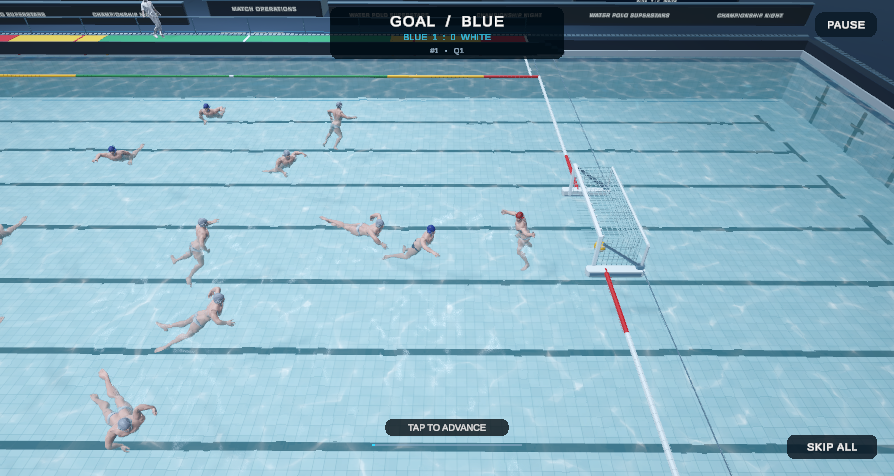 WATCH OPERATIONS
WATER POLO SUPERSTARS
CHAMPIONSHIP NIGHT
GOAL / BLUE
BLUE 1 : 0 WHITE
#1 • Q1
PAUSE
TAP TO ADVANCE
SKIP ALL